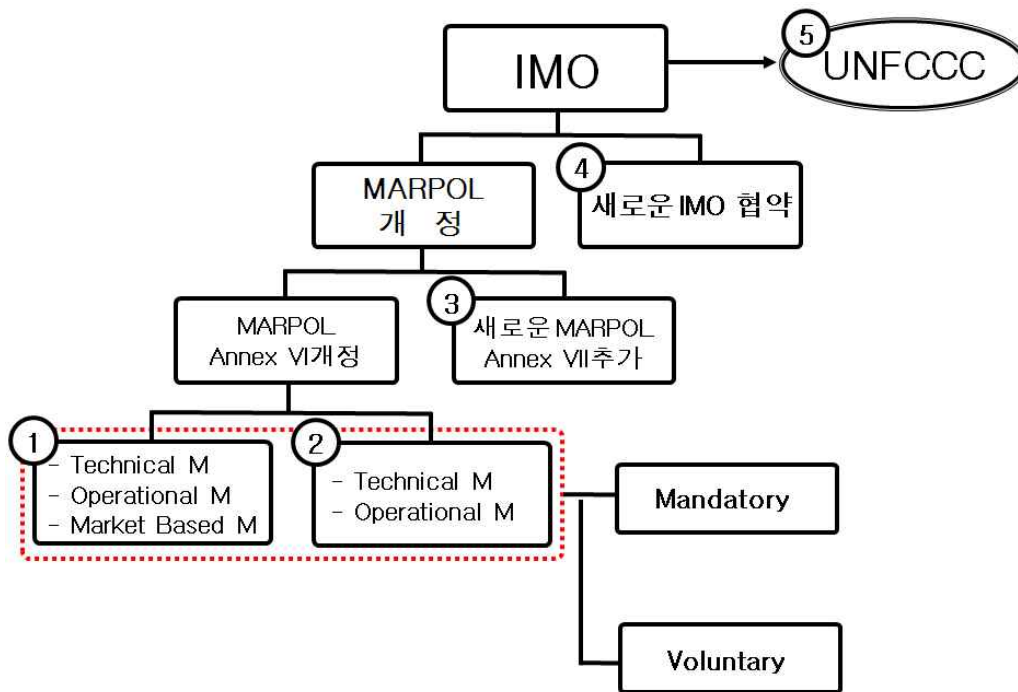 IMO
⑤
UNFCCC
MARPOL
개 정
④
새로운 IMO 협약
MARPOL
Annex VI개정
③
새로운 MARPOL
Annex VII추가
①
- Technical M
- Operational M
- Market Based M
②
- Technical M
- Operational M
Mandatory
Voluntary